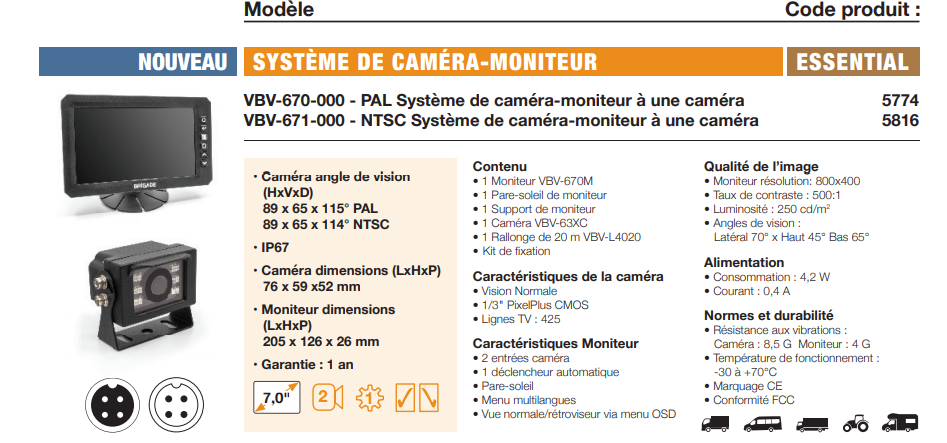 Modèle Code produit :
NOUVEAU SYSTÈME DE CAMÉRA-MONITEUR ESSENTIAL
VBV-670-000 - PAL Système de caméra-moniteur à une caméra 5774
VBV-671-000 - NTSC Système de caméra-moniteur à une caméra 5816
BRIGADE
· Caméra angle de vision
(HxVxD)
89 x 65 x 115° PAL
89 x 65 x 114° NTSC
· IP67
· Caméra dimensions (LxHxP)
76 x 59 x52 mm
· Moniteur dimensions
(LxHxP)
205 x 126 x 26 mm
· Garantie : 1 an
7,0"
2
1
Contenu
• 1 Moniteur VBV-670M
• 1 Pare-soleil de moniteur
• 1 Support de moniteur
• 1 Caméra VBV-63XC
• 1 Rallonge de 20 m VBV-L4020
• Kit de fixation
Caractéristiques de la caméra
• Vision Normale
• 1/3" PixelPlus CMOS
• Lignes TV : 425
Caractéristiques Moniteur
• 2 entrées caméra
• 1 déclencheur automatique
• Pare-soleil
• Menu multilangues
• Vue normale/rétroviseur via menu OSD
Qualité de l'image
• Moniteur résolution: 800x400
• Taux de contraste : 500:1
• Luminosité : 250 cd/m²
• Angles de vision :
Latéral 70° x Haut 45° Bas 65°
Alimentation
• Consommation : 4,2 W
• Courant : 0,4 A
Normes et durabilité
• Résistance aux vibrations :
Caméra : 8,5 G Moniteur : 4 G
• Température de fonctionnement :
-30 à +70°C
• Marquage CE
• Conformité FCC